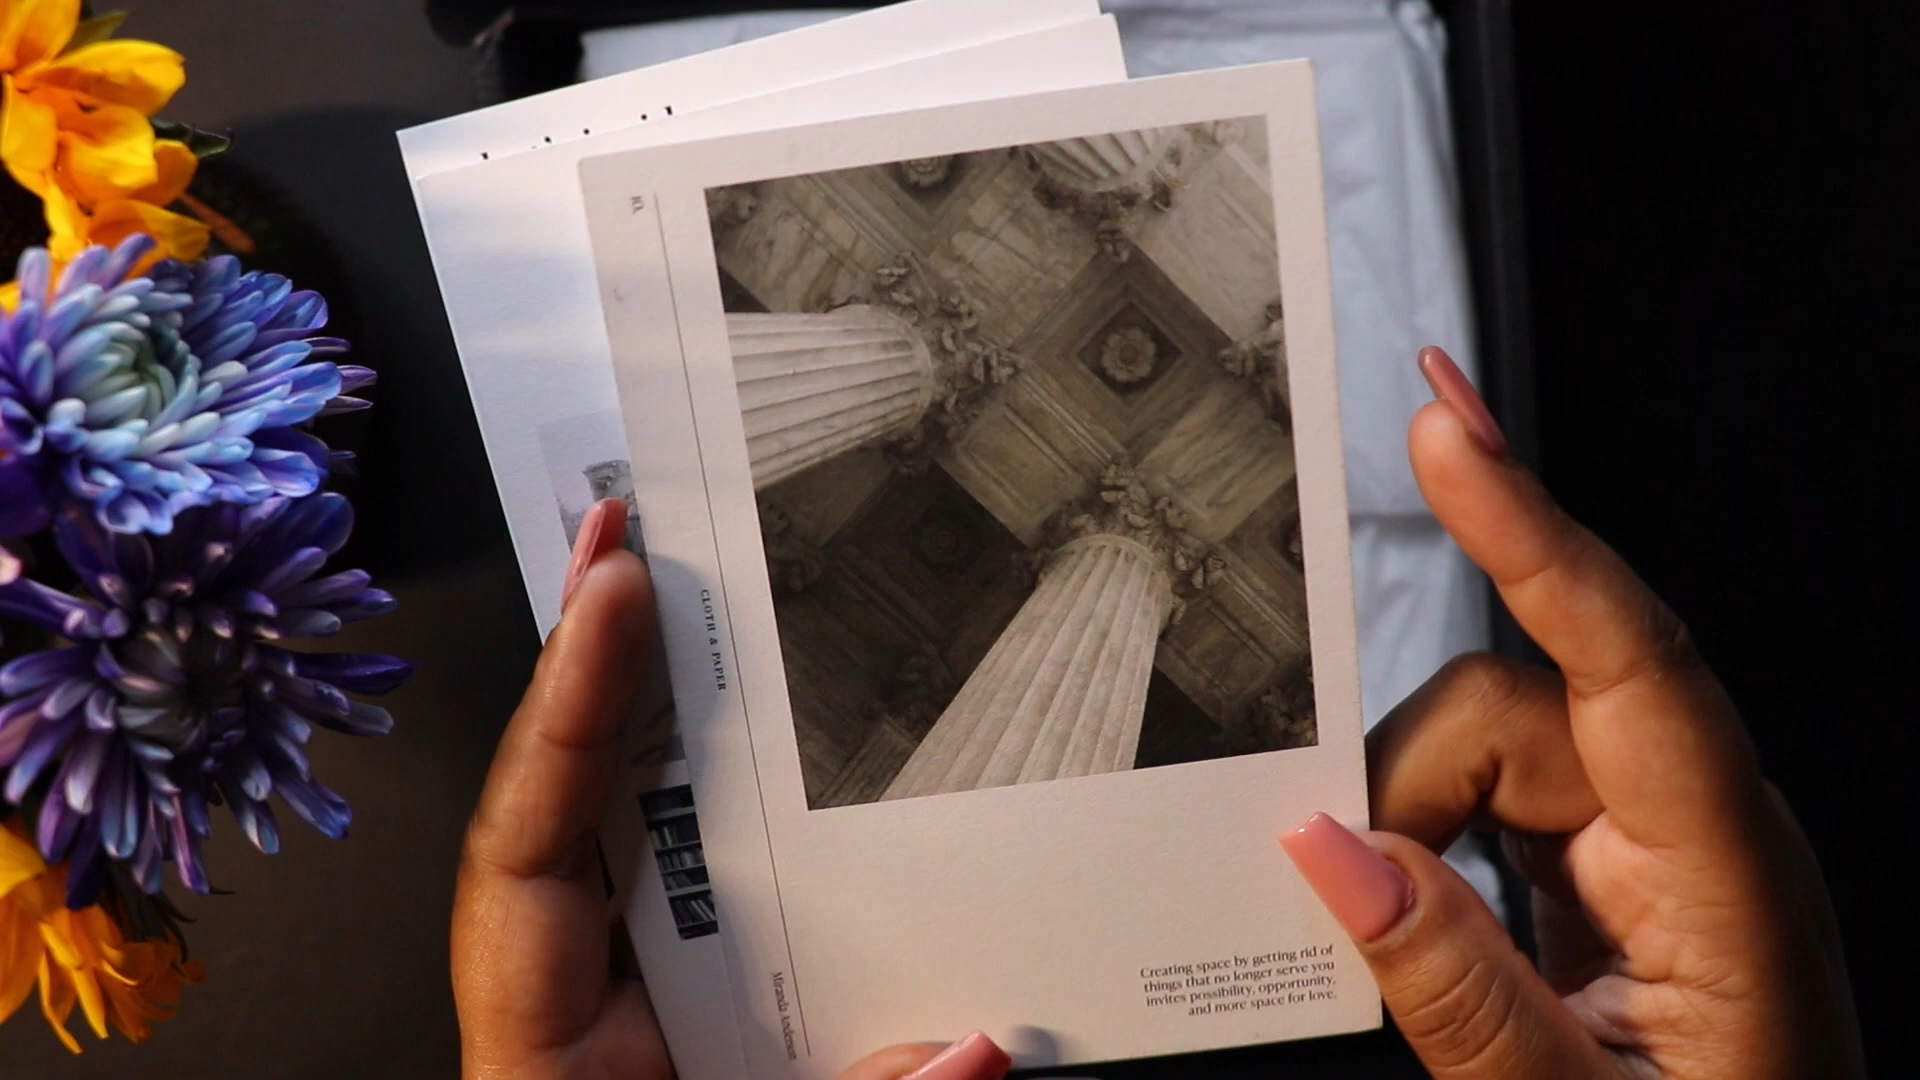 CLOTH & PAPER
Miranda Anderson
Creating space by getting rid of
things that no longer serve you
invites possibility, opportunity,
and more space for love.